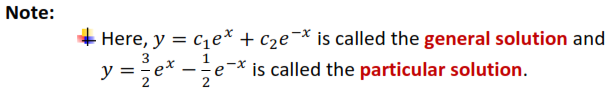 Note:
Here, y = c₁eˣ + c₂e⁻ˣ is called the general solution and
y = 3/2 eˣ − 1/2 e⁻ˣ is called the particular solution.